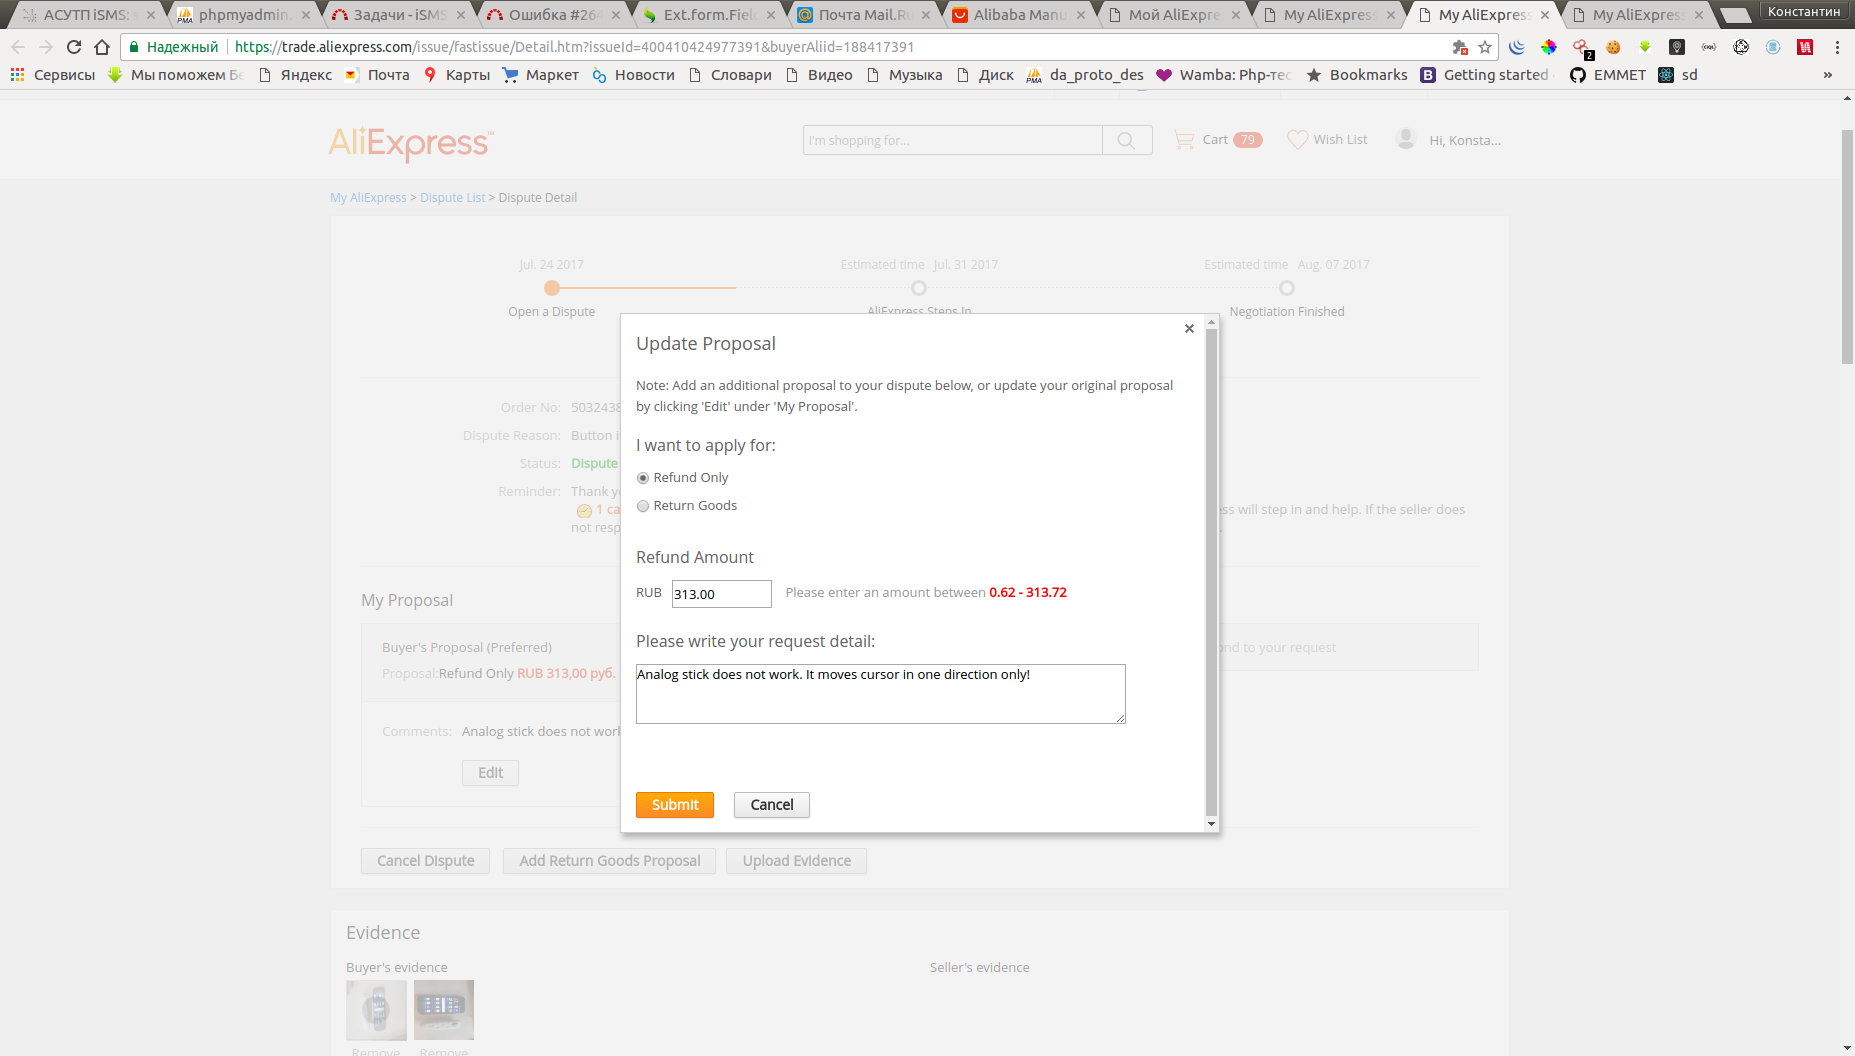 АСУТП iSMS:
phpmyadmin
Задачи - iSMS
Ошибка #264
Ext.form.Fiel
Почта Mail.Ru
Alibaba Manu
Мой AliExpre
My AliExpress
My AliExpress
My AliExpress
Константин
Надежный
https://trade.aliexpress.com/issue/fastissue/Detail.htm?issueId=400410424977391&buyerAliid=188417391
2
Сервисы
Мы поможем Бе
Яндекс
Почта
Карты
Маркет
Новости
Словари
Видео
Музыка
Диск
da_proto_des
Wamba: Php-тес
Bookmarks
Getting started
EMMET
sd
»
AliExpress™
I'm shopping for...
Cart 79
Wish List
Hi, Konsta...
My AliExpress > Dispute List > Dispute Detail
Jul. 24 2017
Estimated time Jul. 31 2017
Estimated time Aug. 07 2017
Open a Dispute
AliExpress Steps In
Negotiation Finished
Update Proposal
Note: Add an additional proposal to your dispute below, or update your original proposal
by clicking 'Edit' under 'My Proposal'.
I want to apply for:
Refund Only
Return Goods
Refund Amount
RUB 313.00 Please enter an amount between 0.62 - 313.72
Please write your request detail:
Analog stick does not work. It moves cursor in one direction only!
Submit
Cancel
Order No: 5032438
Dispute Reason: Button i
Status: Dispute
Reminder: Thank yo
1 ca
ss will step in and help. If the seller does
not resp
My Proposal
Buyer's Proposal (Preferred)
ond to your request
Proposal:Refund Only RUB 313,00 руб.
Comments: Analog stick does not work
Edit
Cancel Dispute
Add Return Goods Proposal
Upload Evidence
Evidence
Buyer's evidence
Seller's evidence
Remove
Remove